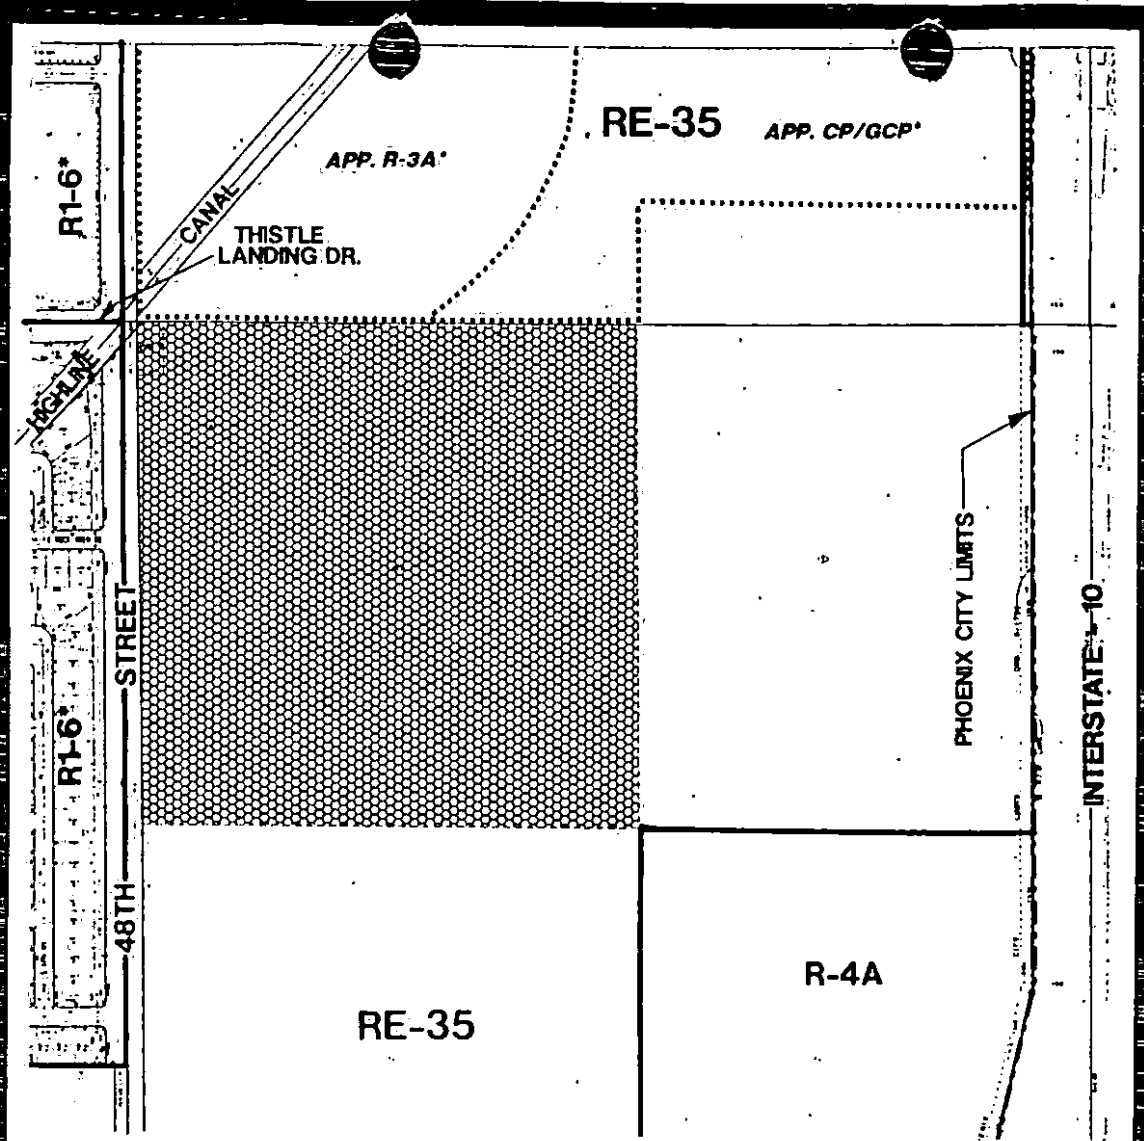 RE-35
APP. R-3A*
APP. CP/GCP*
R1-6*
CANAL
THISTLE
LANDING DR.
HIGHLINE
PHOENIX CITY LIMITS
STREET
INTERSTATE - 10
R1-6*
48TH
R-4A
RE-35